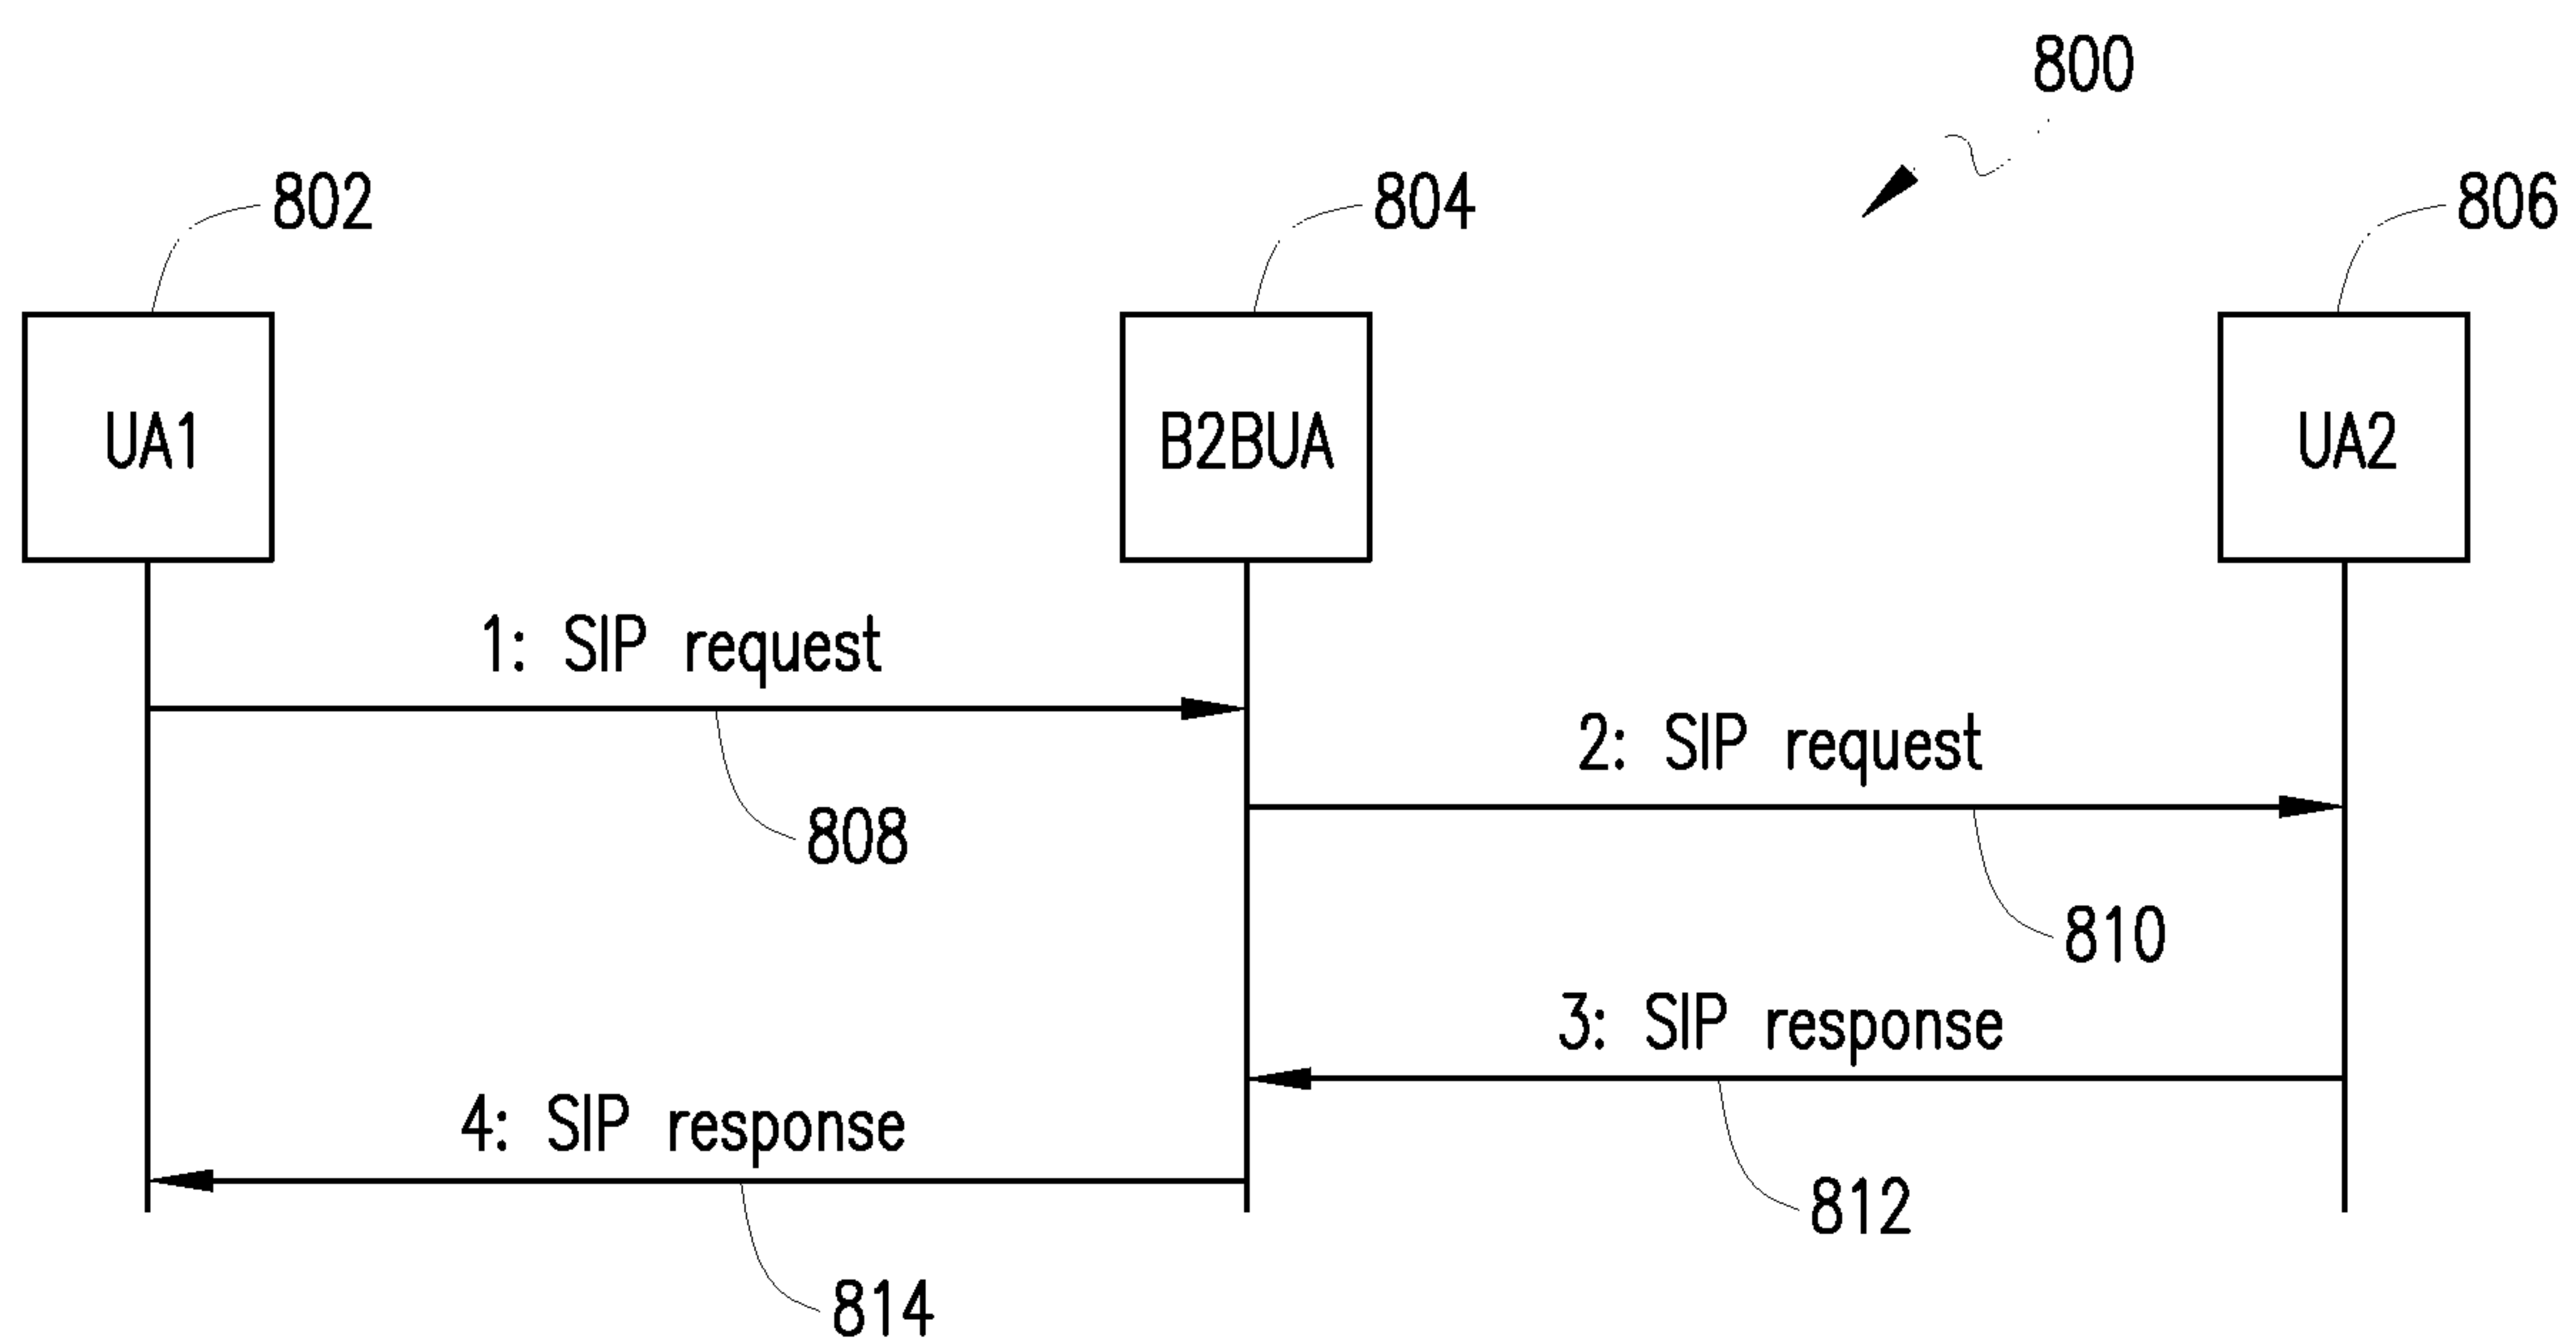 800
802
804
806
UA1
B2BUA
UA2
1: SIP request
2: SIP request
808
810
3: SIP response
4: SIP response
812
814